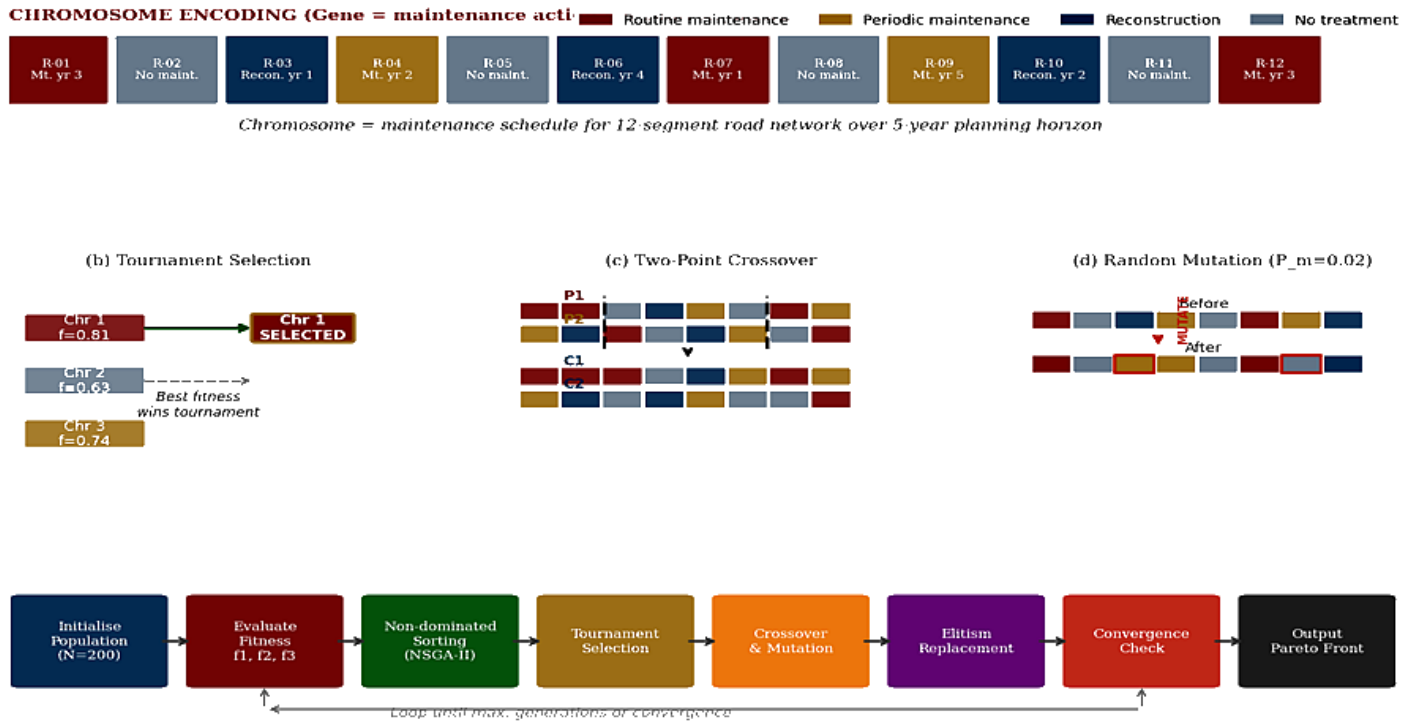 CHROMOSOME ENCODING (Gene = maintenance acti
Routine maintenance
Periodic maintenance
Reconstruction
No treatment
R-01
Mt. yr 3
R-02
No maint.
R-03
Recon. yr 1
R-04
Mt. yr 2
R-05
No maint.
R-06
Recon. yr 4
R-07
Mt. yr 1
R-08
No maint.
R-09
Mt. yr 5
R-10
Recon. yr 2
R-11
No maint.
R-12
Mt. yr 3
Chromosome = maintenance schedule for 12-segment road network over 5-year planning horizon
(b) Tournament Selection
Chr 1
f=0.81
Chr 1
SELECTED
Chr 2
f=0.63
Best fitness
wins tournament
Chr 3
f=0.74
(c) Two-Point Crossover
P1
P2
C1
C2
(d) Random Mutation (P_m=0.02)
Before
MUTATE
After
Initialise
Population
(N=200)
Evaluate
Fitness
f1, f2, f3
Non-dominated
Sorting
(NSGA-II)
Tournament
Selection
Crossover
& Mutation
Elitism
Replacement
Convergence
Check
Output
Pareto Front
Loop until max. generations or convergence